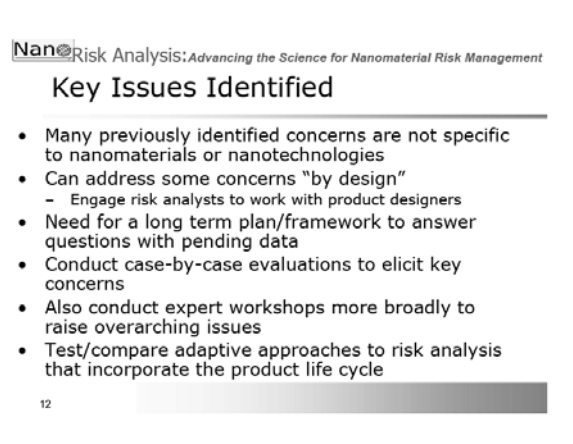 Nano Risk Analysis: Advancing the Science for Nanomaterial Risk Management
Key Issues Identified
• Many previously identified concerns are not specific
to nanomaterials or nanotechnologies
• Can address some concerns “by design”
– Engage risk analysts to work with product designers
• Need for a long term plan/framework to answer
questions with pending data
• Conduct case-by-case evaluations to elicit key
concerns
• Also conduct expert workshops more broadly to
raise overarching issues
• Test/compare adaptive approaches to risk analysis
that incorporate the product life cycle
12